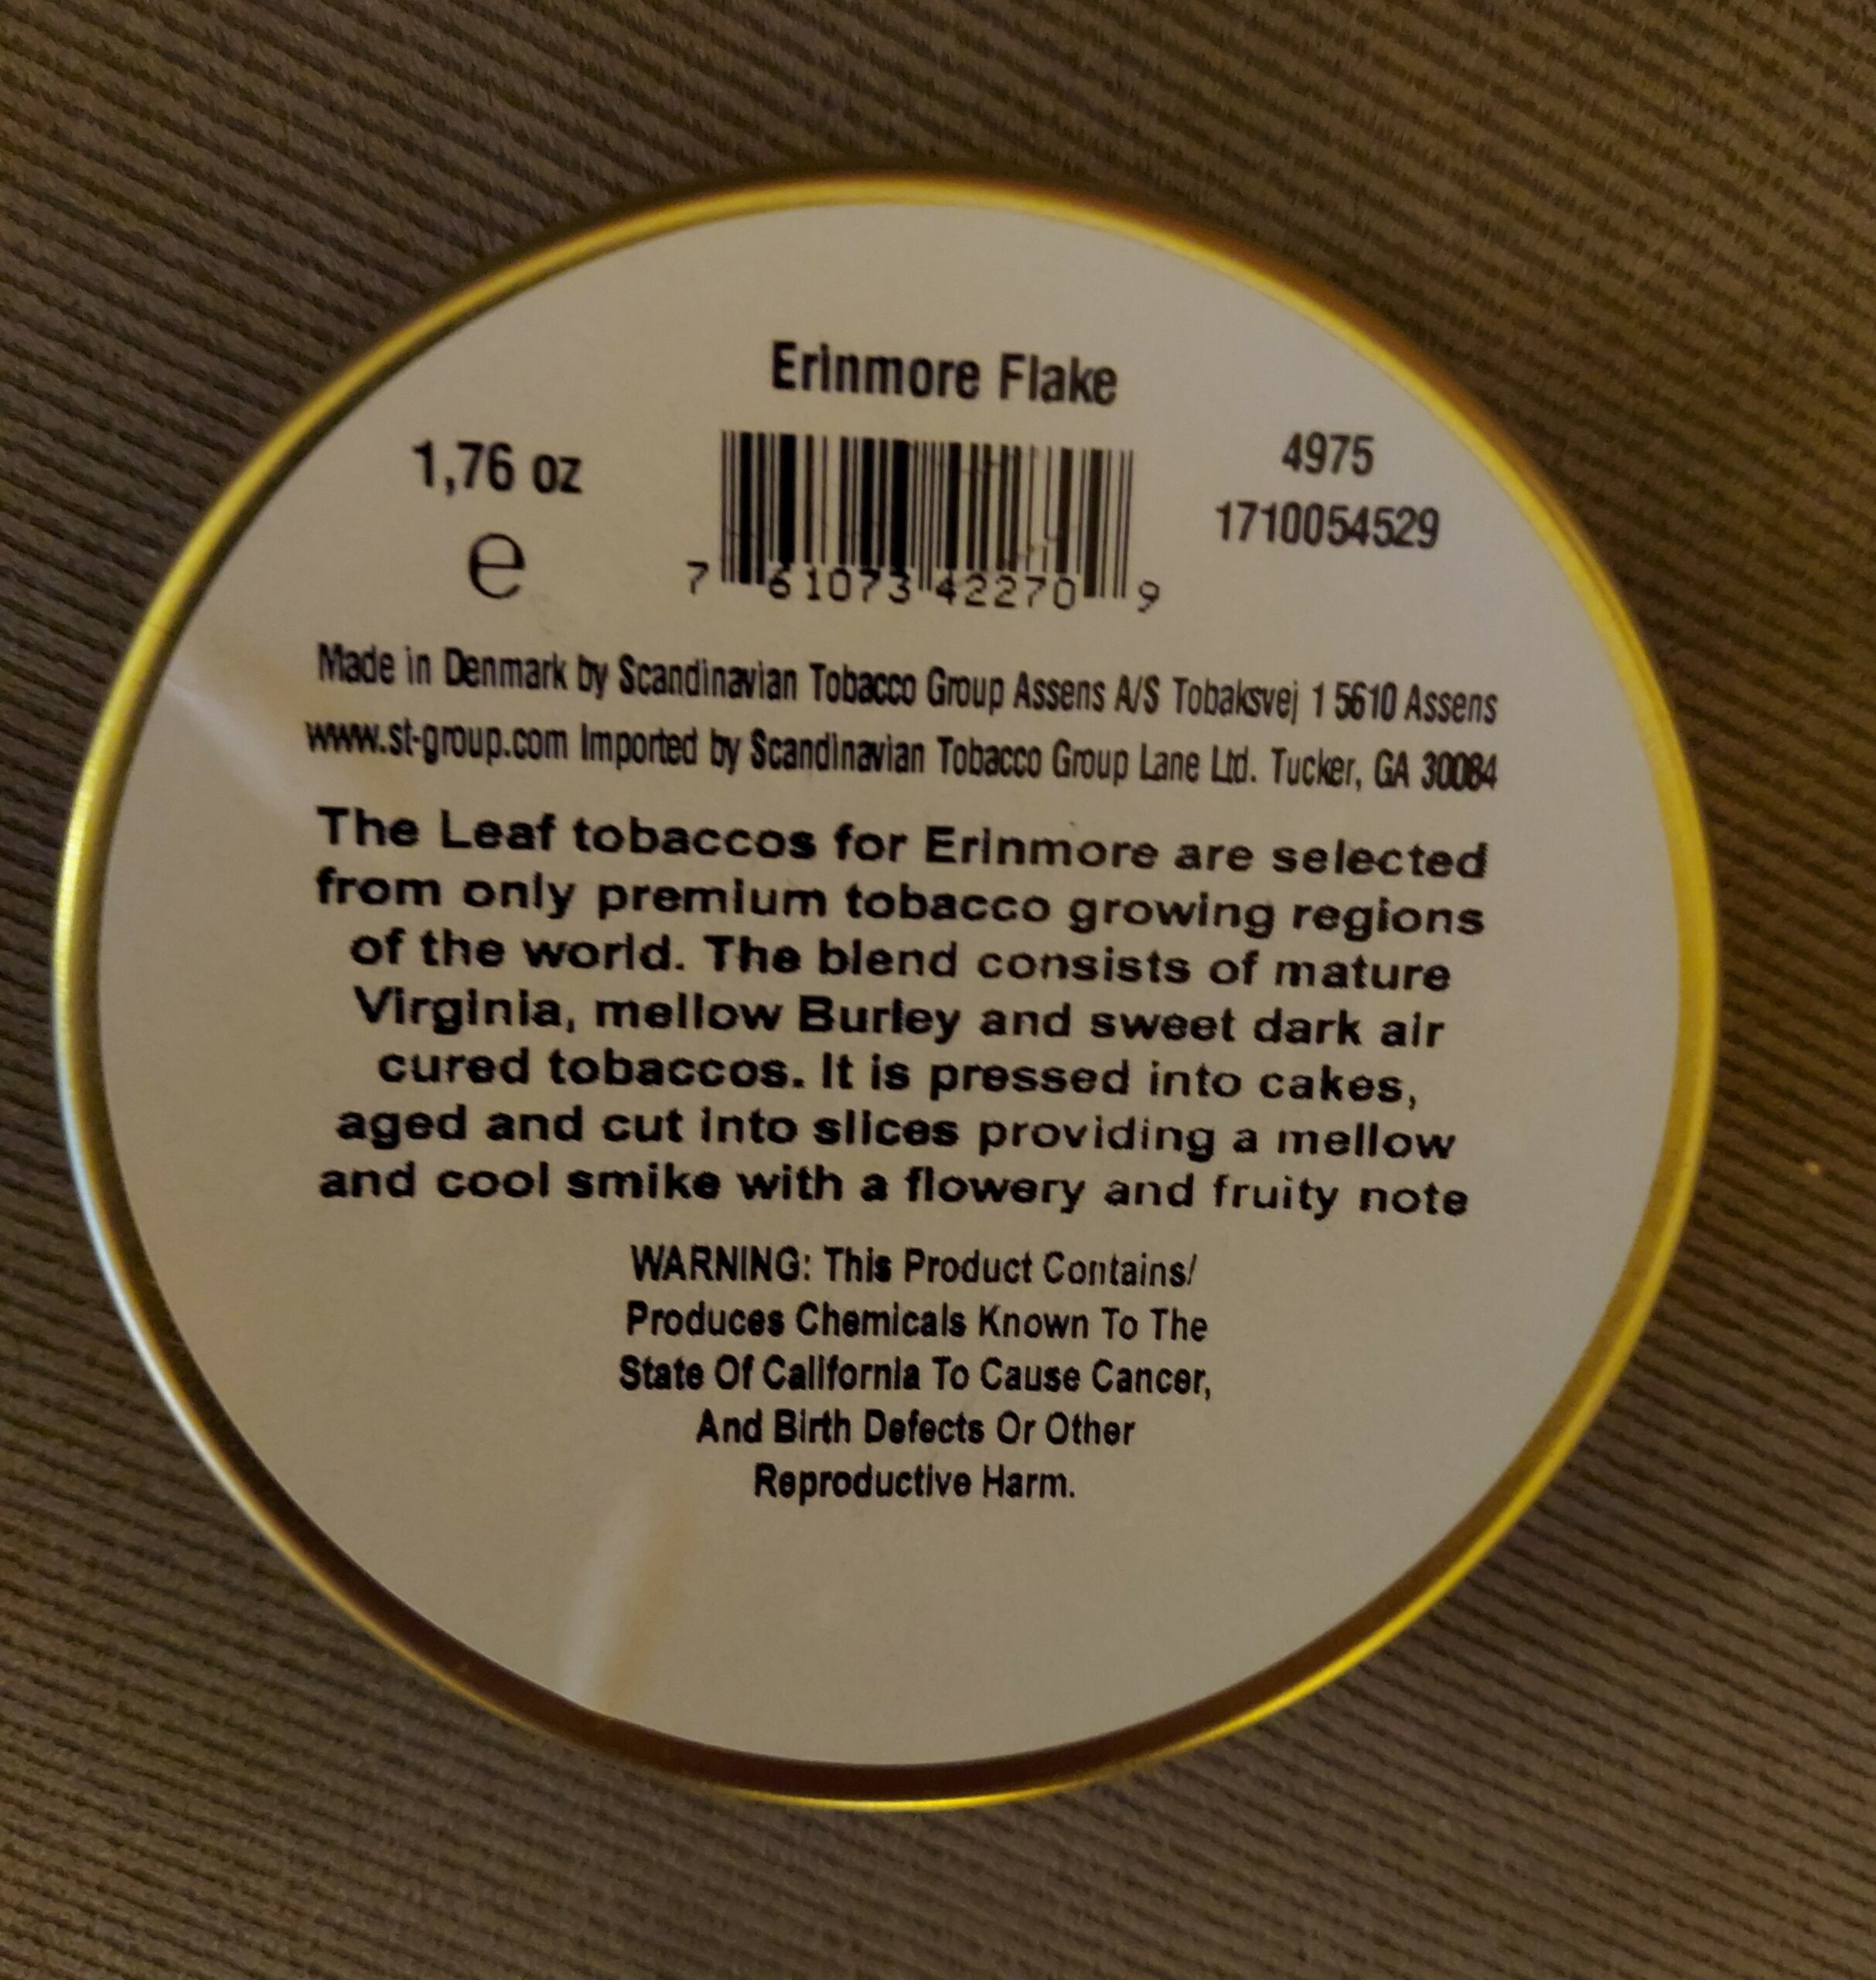 Erinmore Flake
1,76 oz
4975
e
1710054529
7 61073 42270 9
Made in Denmark by Scandinavian Tobacco Group Assens A/S Tobaksvej 1 5610 Assens
www.st-group.com Imported by Scandinavian Tobacco Group Lane Ltd. Tucker, GA 30084
The Leaf tobaccos for Erinmore are selected
from only premium tobacco growing regions
of the world. The blend consists of mature
Virginia, mellow Burley and sweet dark air
cured tobaccos. It is pressed into cakes,
aged and cut into slices providing a mellow
and cool smike with a flowery and fruity note
WARNING: This Product Contains/
Produces Chemicals Known To The
State Of California To Cause Cancer,
And Birth Defects Or Other
Reproductive Harm.